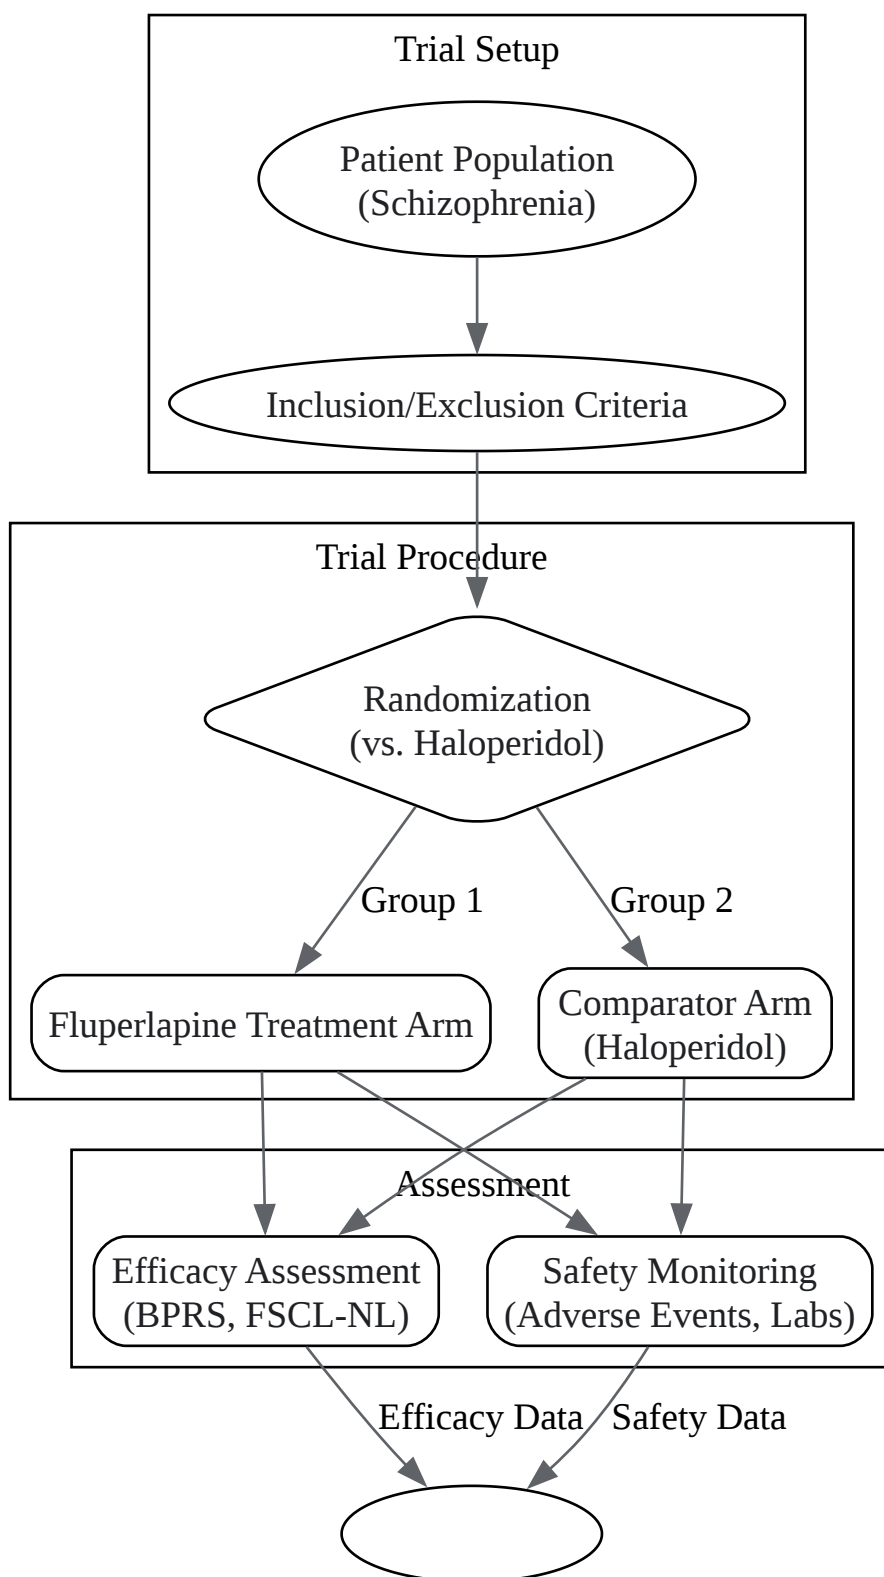 Trial Setup
Patient Population
(Schizophrenia)
Inclusion/Exclusion Criteria
Trial Procedure
Randomization
(vs. Haloperidol)
Group 1
Group 2
Fluperlapine Treatment Arm
Comparator Arm
(Haloperidol)
Assessment
Efficacy Assessment
(BPRS, FSCL-NL)
Safety Monitoring
(Adverse Events, Labs)
Efficacy Data
Safety Data